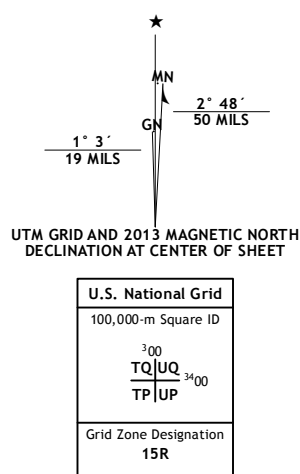 ★
MN
GN
2° 48´
50 MILS
1° 3´
19 MILS
UTM GRID AND 2013 MAGNETIC NORTH
DECLINATION AT CENTER OF SHEET
U.S. National Grid
100,000-m Square ID
³00
TQ UQ
³⁴00
TP UP
Grid Zone Designation
15R